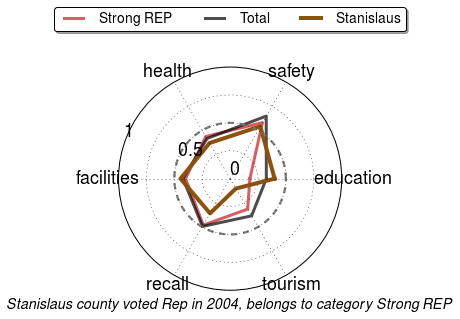 Strong REP Total Stanislaus
health safety
1
0.5
0
facilities education
recall tourism
Stanislaus county voted Rep in 2004, belongs to category Strong REP